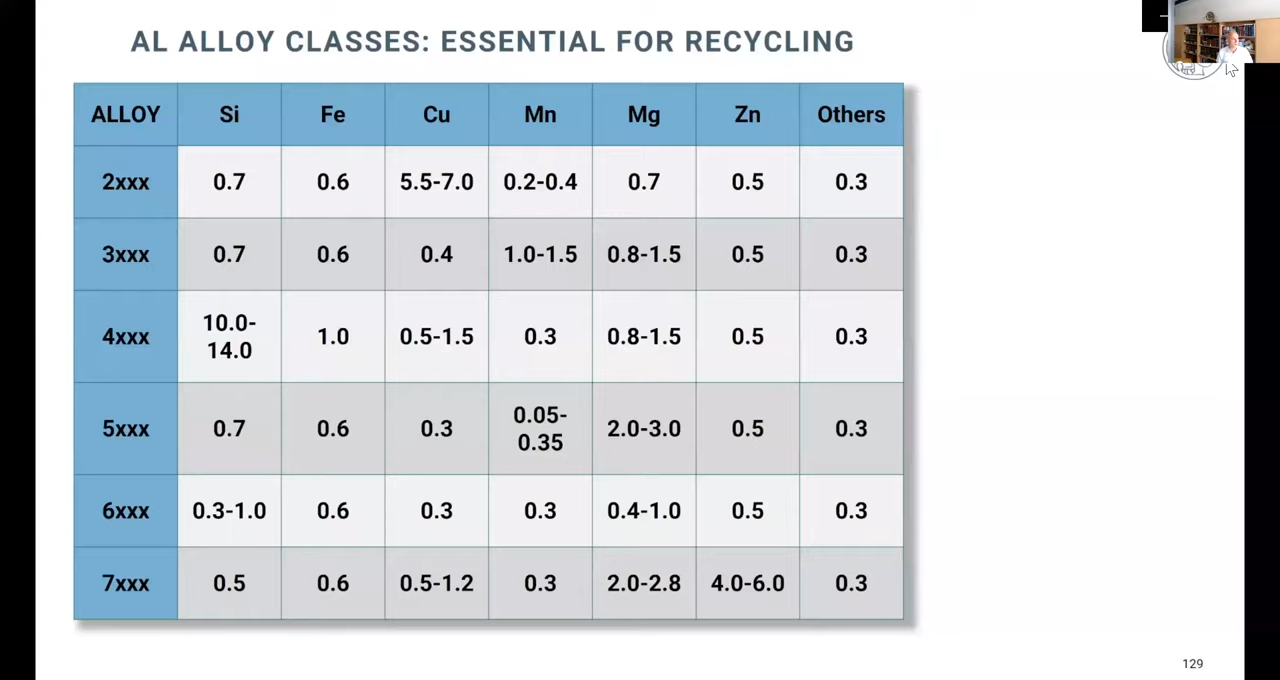 AL ALLOY CLASSES: ESSENTIAL FOR RECYCLING
ALLOY Si Fe Cu Mn Mg Zn Others
2xxx 0.7 0.6 5.5-7.0 0.2-0.4 0.7 0.5 0.3
3xxx 0.7 0.6 0.4 1.0-1.5 0.8-1.5 0.5 0.3
4xxx 10.0-14.0 1.0 0.5-1.5 0.3 0.8-1.5 0.5 0.3
5xxx 0.7 0.6 0.3 0.05-0.35 2.0-3.0 0.5 0.3
6xxx 0.3-1.0 0.6 0.3 0.3 0.4-1.0 0.5 0.3
7xxx 0.5 0.6 0.5-1.2 0.3 2.0-2.8 4.0-6.0 0.3
129